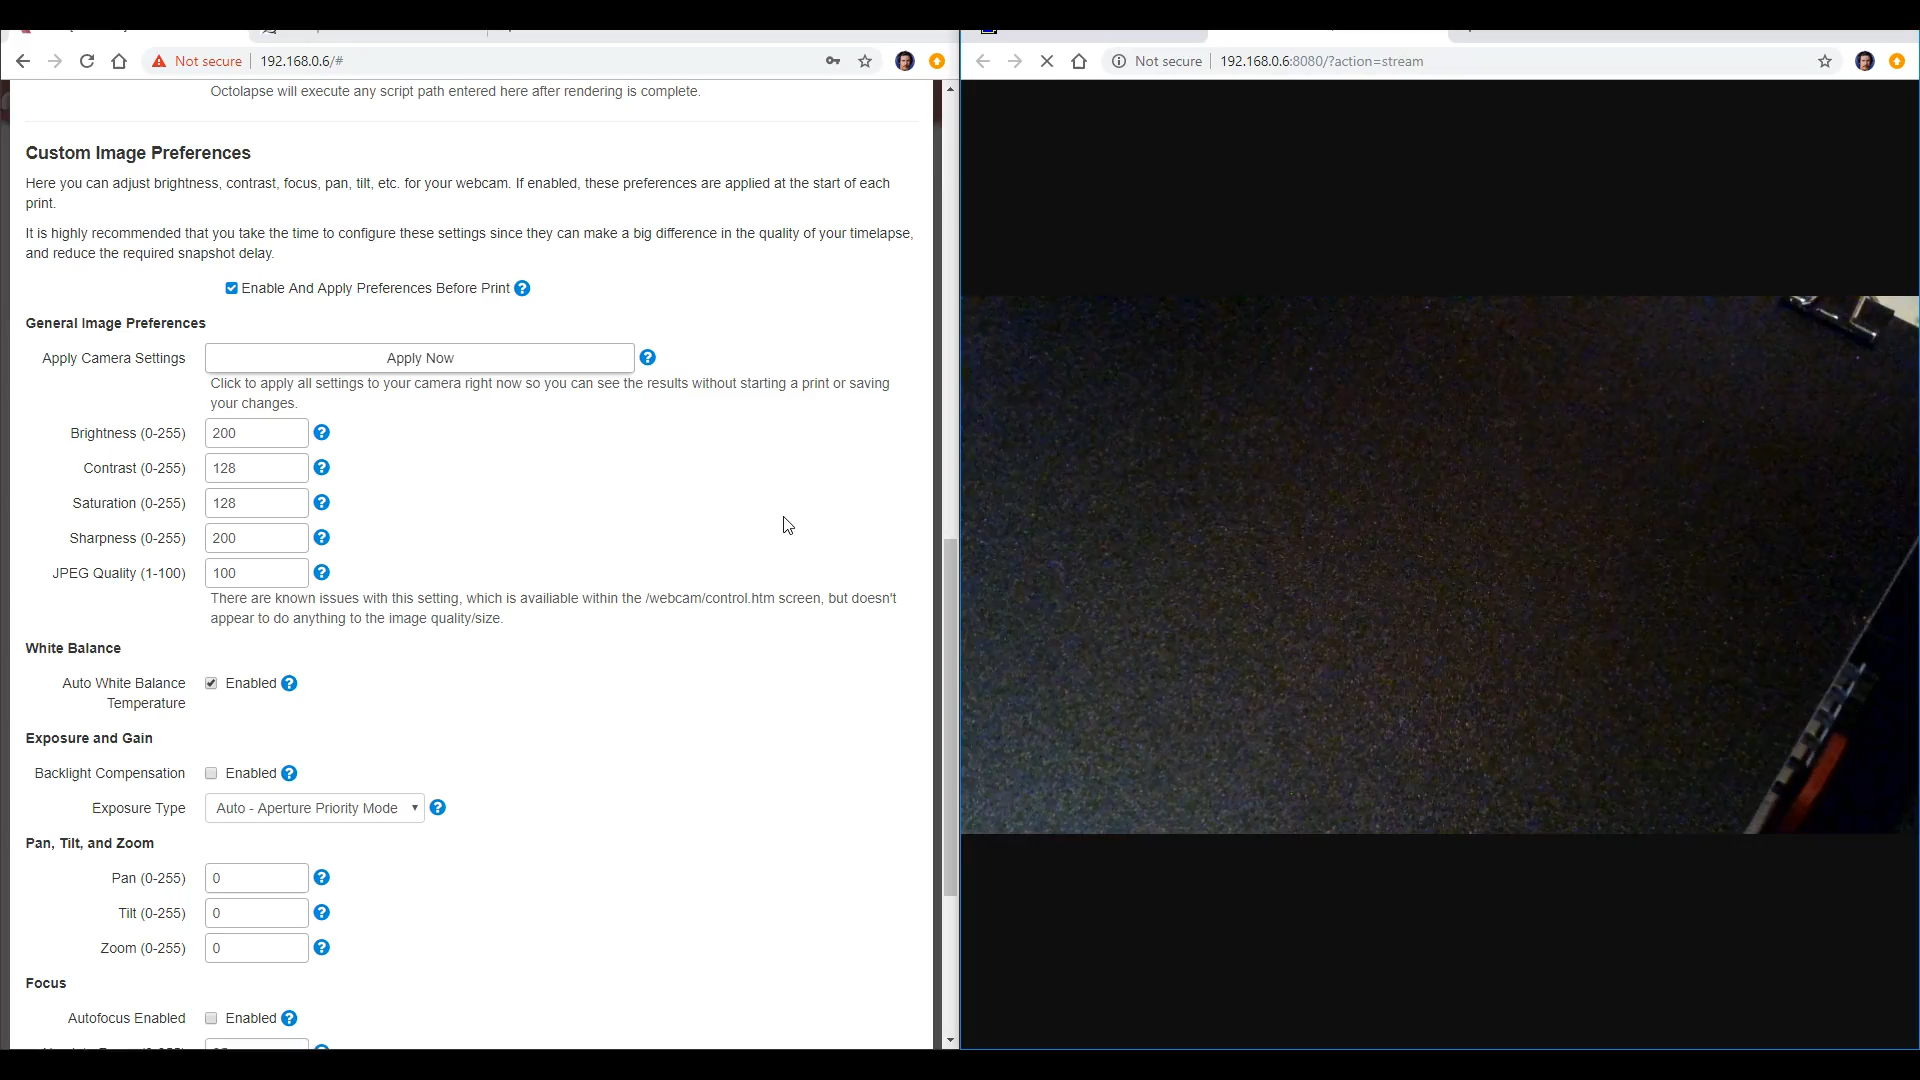 Not secure
192.168.0.6/#
Not secure
192.168.0.6:8080/?action=stream
Octolapse will execute any script path entered here after rendering is complete.
Custom Image Preferences
Here you can adjust brightness, contrast, focus, pan, tilt, etc. for your webcam. If enabled, these preferences are applied at the start of each
print.
It is highly recommended that you take the time to configure these settings since they can make a big difference in the quality of your timelapse,
and reduce the required snapshot delay.
Enable And Apply Preferences Before Print
General Image Preferences
Apply Camera Settings
Apply Now
Click to apply all settings to your camera right now so you can see the results without starting a print or saving
your changes.
Brightness (0-255) 200
Contrast (0-255) 128
Saturation (0-255) 128
Sharpness (0-255) 200
JPEG Quality (1-100) 100
There are known issues with this setting, which is availiable within the /webcam/control.htm screen, but doesn't
appear to do anything to the image quality/size.
White Balance
Auto White Balance
Temperature
Enabled
Exposure and Gain
Backlight Compensation Enabled
Exposure Type Auto - Aperture Priority Mode
Pan, Tilt, and Zoom
Pan (0-255) 0
Tilt (0-255) 0
Zoom (0-255) 0
Focus
Autofocus Enabled Enabled